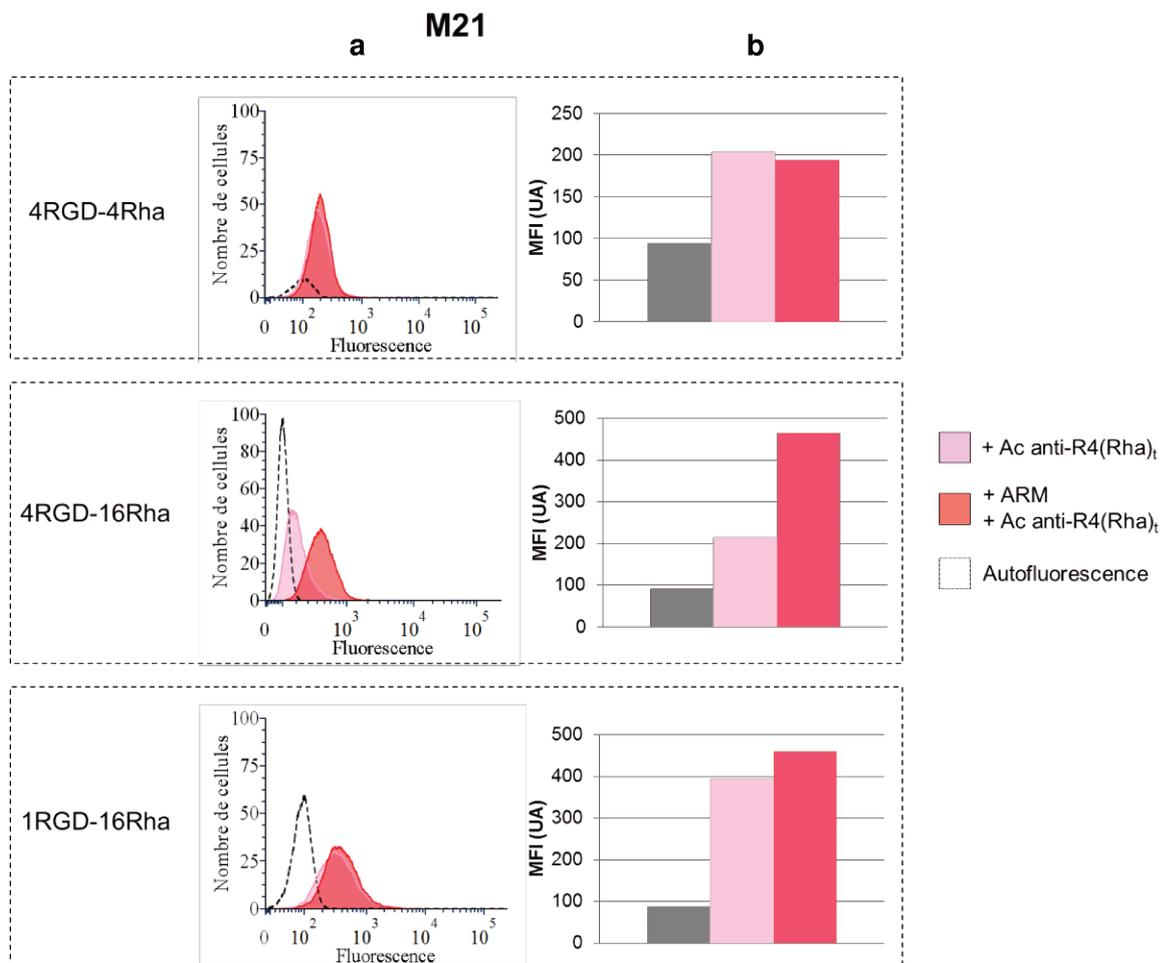 M21
a b
4RGD-4Rha
Nombre de cellules
100
75
50
25
0
0 10² 10³ 10⁴ 10⁵
Fluorescence
MFI (UA)
250
200
150
100
50
0
4RGD-16Rha
Nombre de cellules
100
80
60
40
20
0
0 10³ 10⁴ 10⁵
Fluorescence
MFI (UA)
500
400
300
200
100
0
+ Ac anti-R4(Rha)t
+ ARM
+ Ac anti-R4(Rha)t
Autofluorescence
1RGD-16Rha
Nombre de cellules
100
75
50
25
0
0 10² 10³ 10⁴ 10⁵
Fluorescence
MFI (UA)
500
400
300
200
100
0